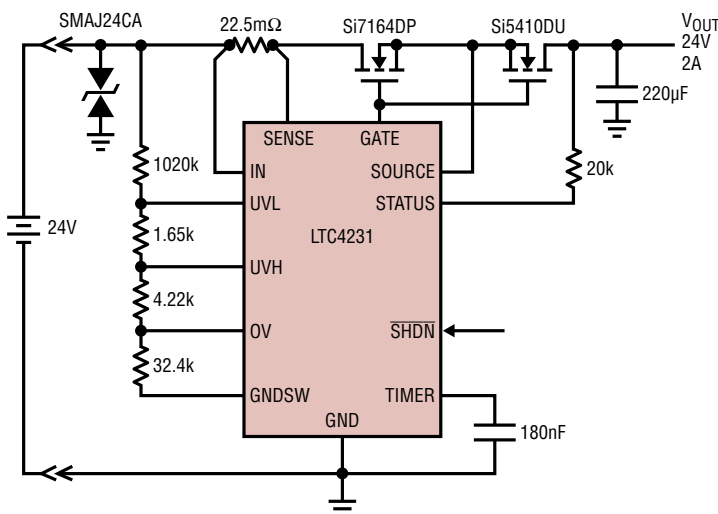 SMAJ24CA
22.5mΩ
Si7164DP
Si5410DU
VOUT
24V
2A
220µF
SENSE
GATE
IN
SOURCE
1020k
20k
UVL
STATUS
24V
1.65k
LTC4231
UVH
4.22k
OV
SHDN
32.4k
GNDSW
TIMER
GND
180nF